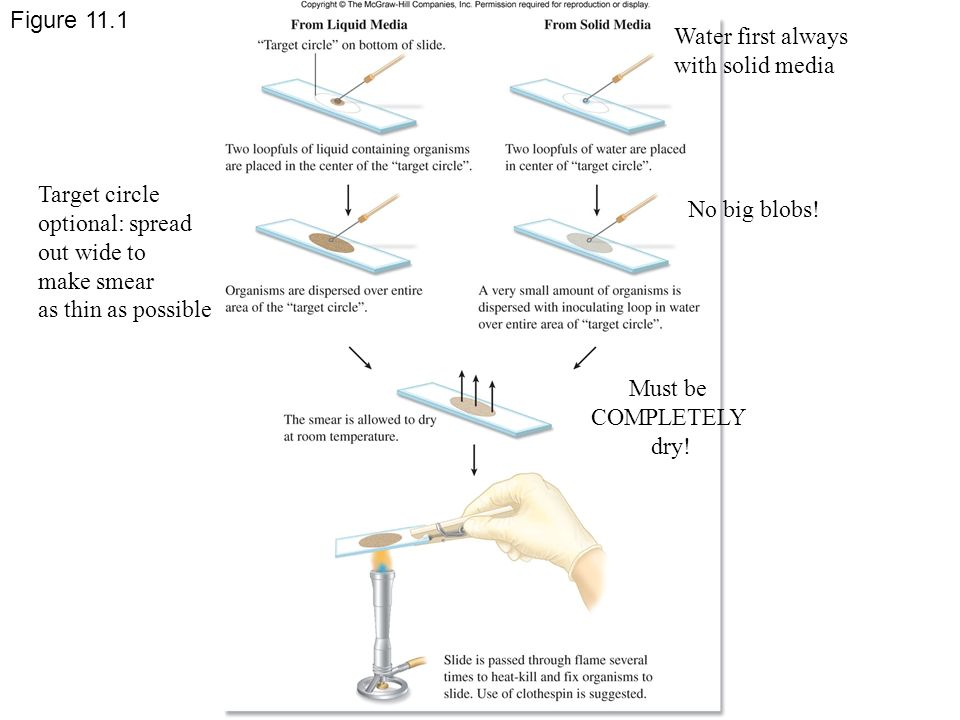 Figure 11.1
Copyright © The McGraw-Hill Companies, Inc. Permission required for reproduction or display.
From Liquid Media
“Target circle” on bottom of slide.
Two loopfuls of liquid containing organisms
are placed in the center of the “target circle”.
From Solid Media
Water first always
with solid media
Two loopfuls of water are placed
in center of “target circle”.
Target circle
optional: spread
out wide to
make smear
as thin as possible
Organisms are dispersed over entire
area of the “target circle”.
No big blobs!
A very small amount of organisms is
dispersed with inoculating loop in water
over entire area of “target circle”.
The smear is allowed to dry
at room temperature.
Must be
COMPLETELY
dry!
Slide is passed through flame several
times to heat-kill and fix organisms to
slide. Use of clothespin is suggested.